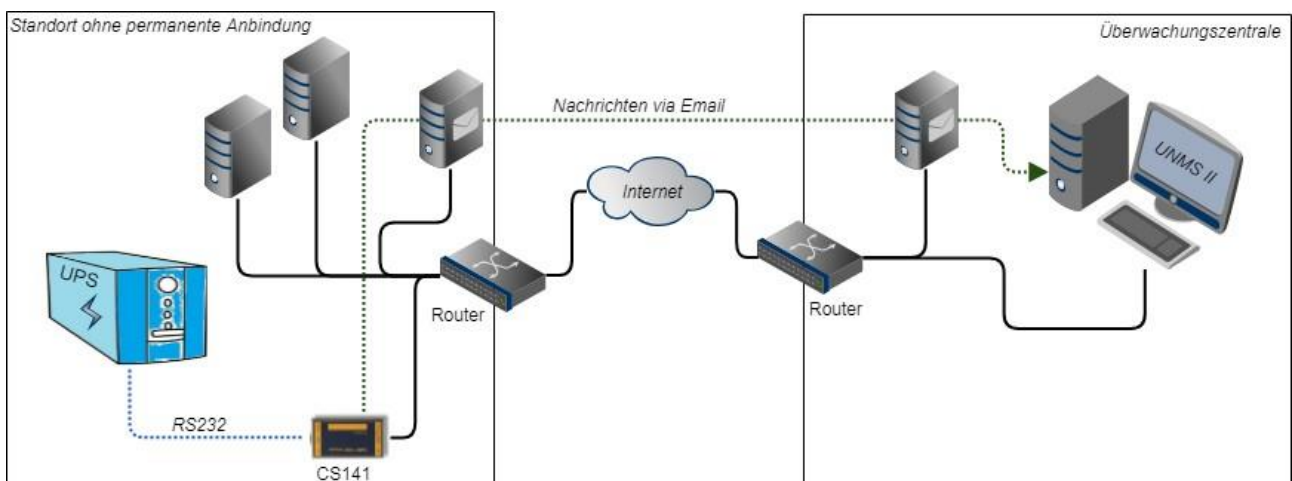 Standort ohne permanente Anbindung
Überwachungszentrale
Nachrichten via Email
UNMS II
Internet
UPS
Router
Router
RS232
CS141